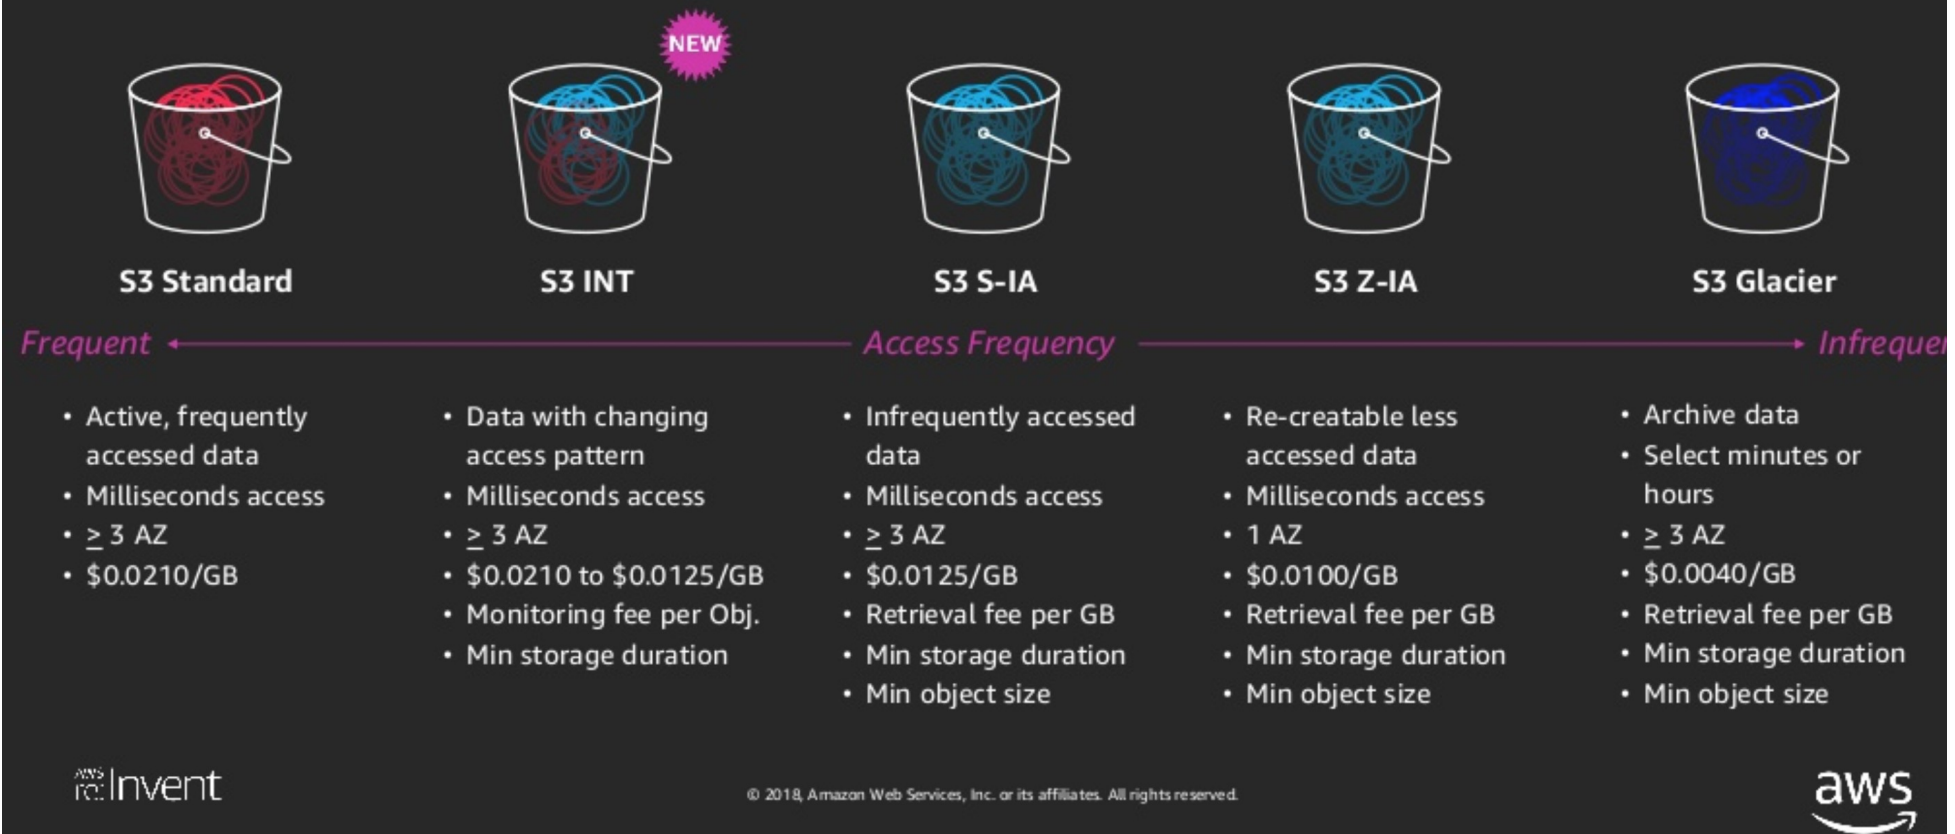 NEW
S3 Standard
S3 INT
S3 S-IA
S3 Z-IA
S3 Glacier
Frequent
Access Frequency
• Active, frequently
accessed data
• Milliseconds access
• ≥ 3 AZ
• $0.0210/GB
• Data with changing
access pattern
• Milliseconds access
• ≥ 3 AZ
• $0.0210 to $0.0125/GB
• Monitoring fee per Obj.
• Min storage duration
• Infrequently accessed
data
• Milliseconds access
• ≥ 3 AZ
• $0.0125/GB
• Retrieval fee per GB
• Min storage duration
• Min object size
• Re-creatable less
accessed data
• Milliseconds access
• 1 AZ
• $0.0100/GB
• Retrieval fee per GB
• Min storage duration
• Min object size
• Archive data
• Select minutes or
hours
• ≥ 3 AZ
• $0.0040/GB
• Retrieval fee per GB
• Min storage duration
• Min object size
aws
re:Invent
© 2018, Amazon Web Services, Inc. or its affiliates. All rights reserved.
aws